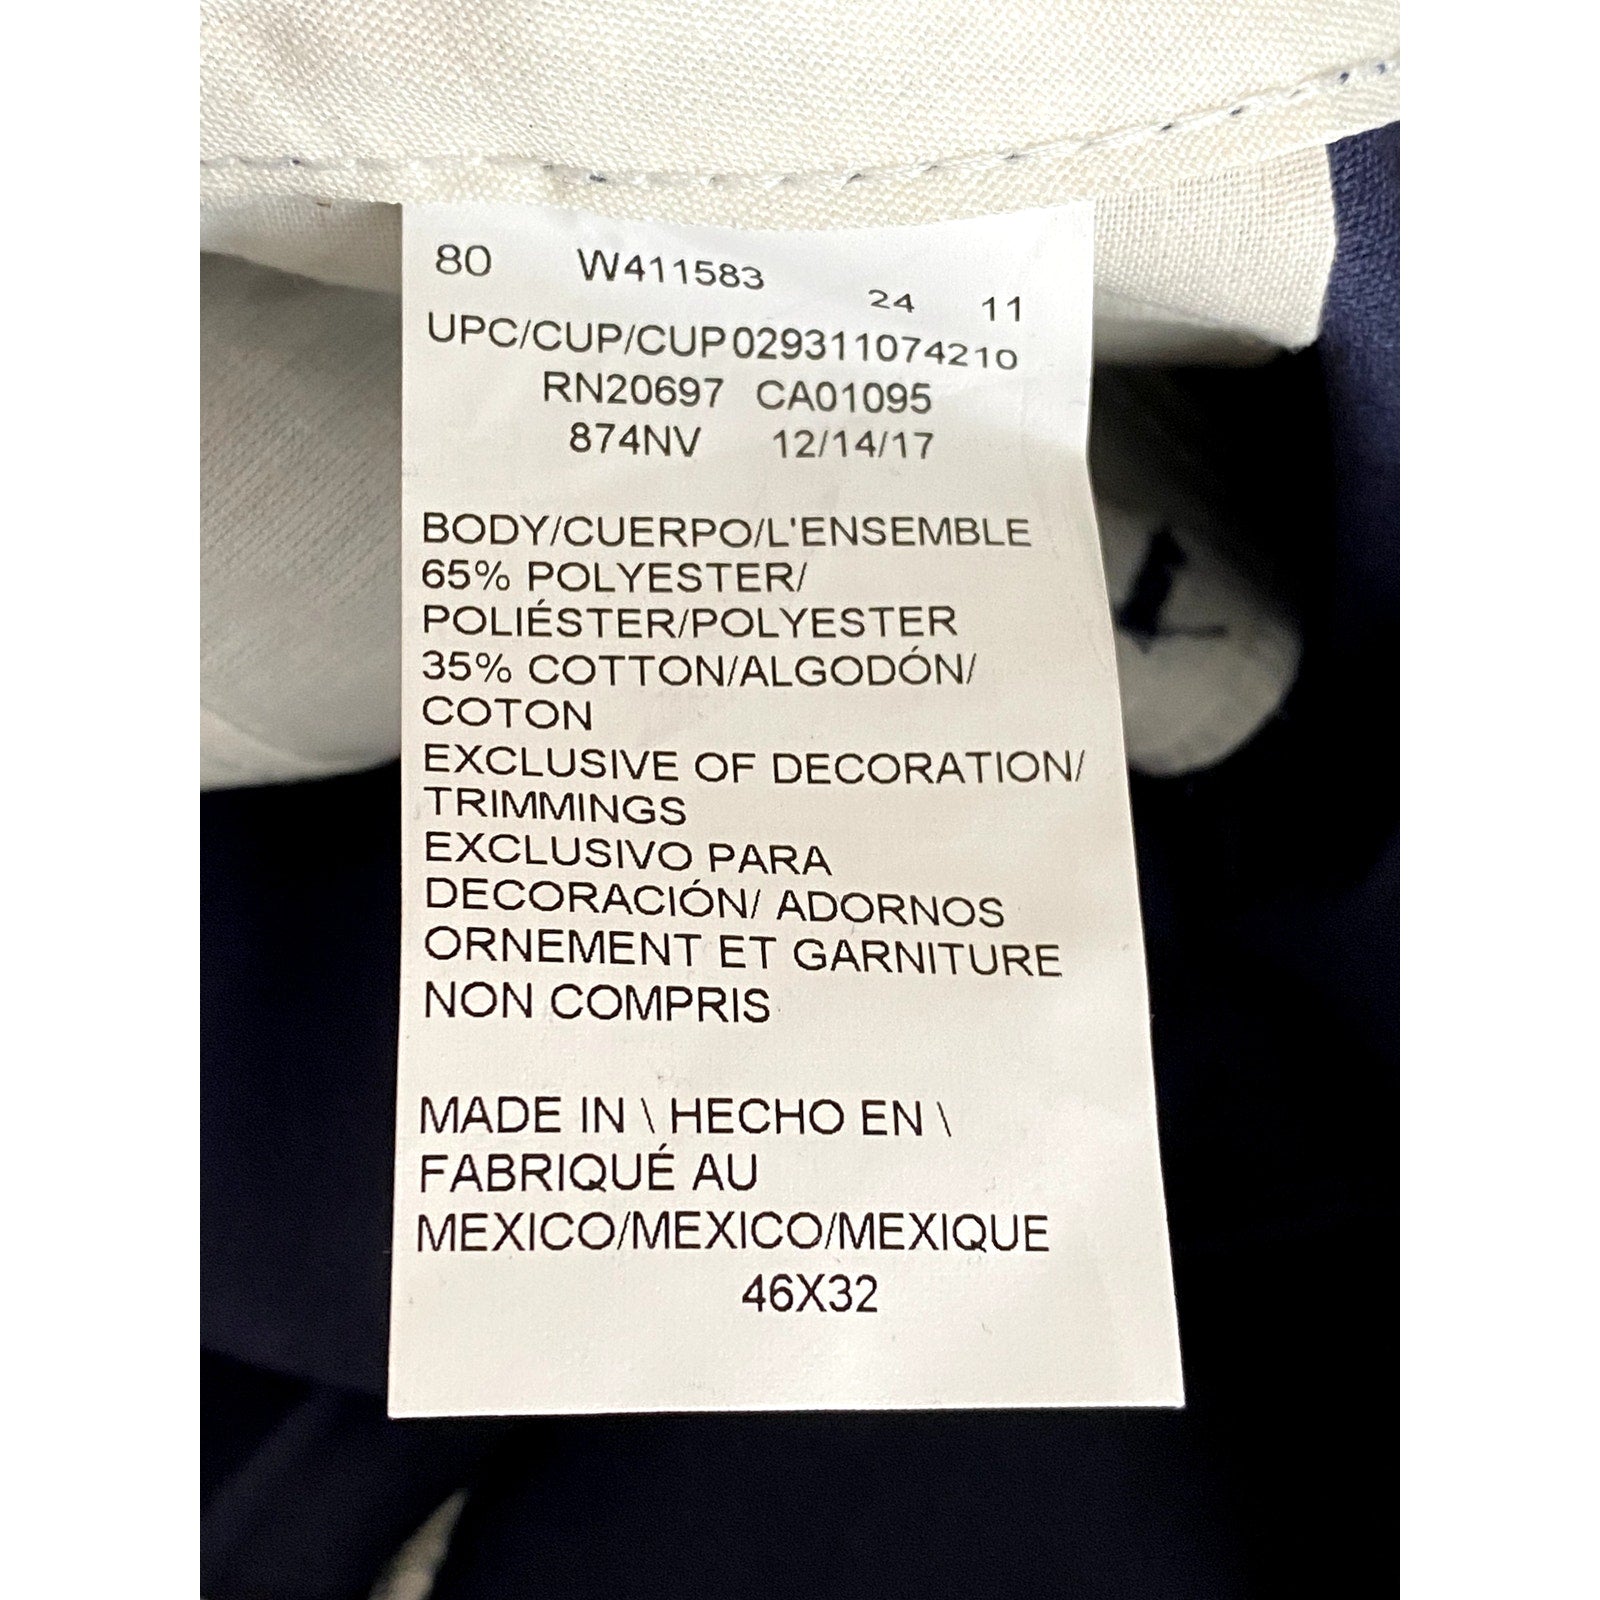 80 W411583 24 11
UPC/CUP/CUP029311074210
RN20697 CA01095
874NV 12/14/17
BODY/CUERPO/L'ENSEMBLE
65% POLYESTER/
POLIÉSTER/POLYESTER
35% COTTON/ALGODÓN/
COTON
EXCLUSIVE OF DECORATION/
TRIMMINGS
EXCLUSIVO PARA
DECORACIÓN/ ADORNOS
ORNEMENT ET GARNITURE
NON COMPRIS
MADE IN \ HECHO EN \
FABRIQUÉ AU
MEXICO/MEXICO/MEXIQUE
46X32